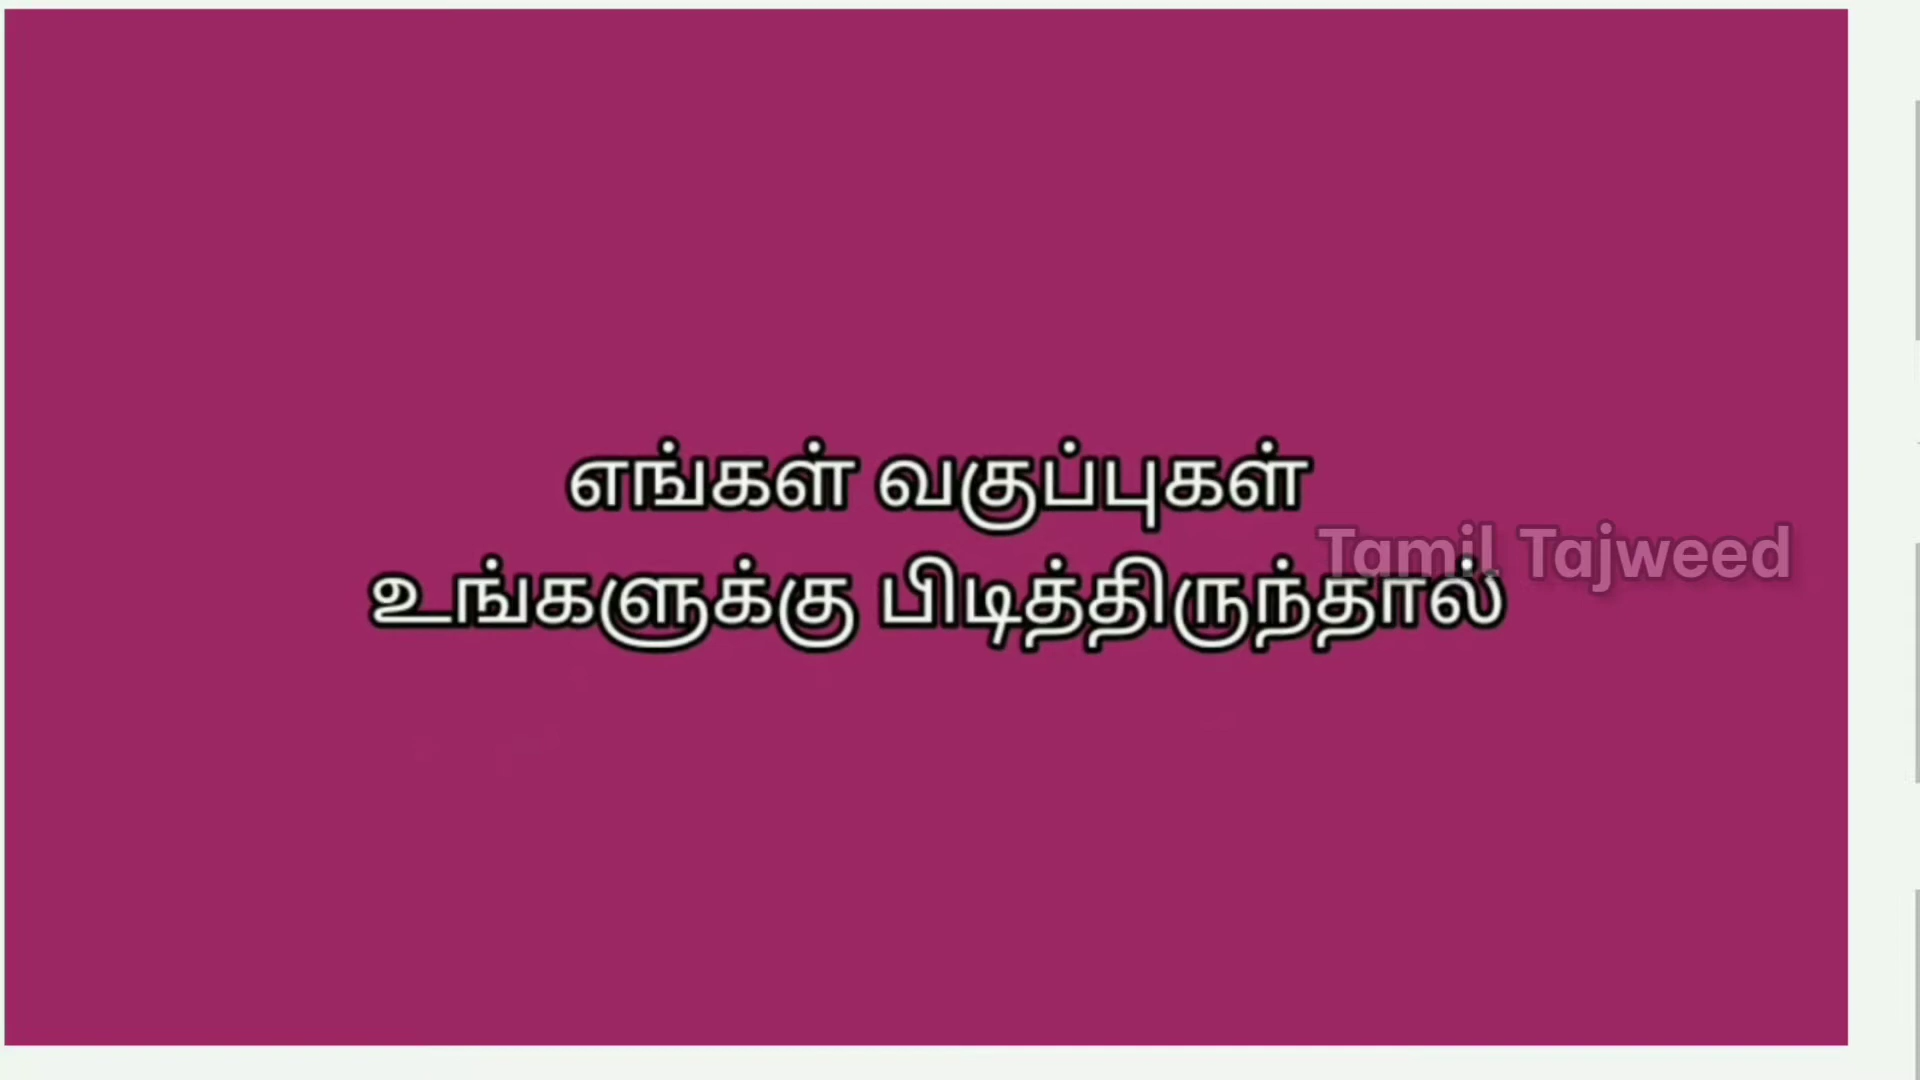 எங்கள் வகுப்புகள்
Tamil Tajweed
உங்களுக்கு பிடித்திருந்தால்